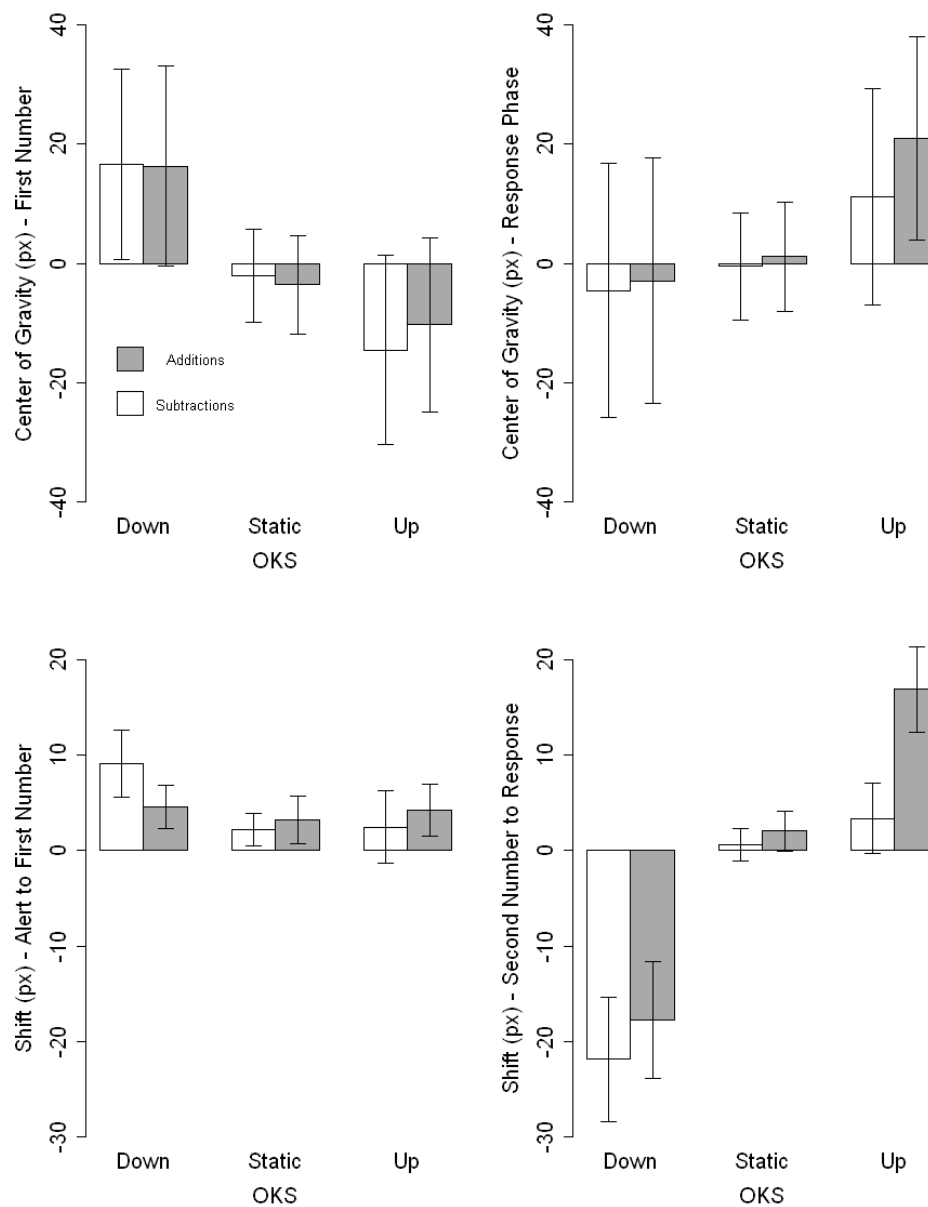 Center of Gravity (px) - First Number
40
20
0
-20
-40
Additions
Subtractions
Down Static Up
OKS
Center of Gravity (px) - Response Phase
40
20
0
-20
-40
Down Static Up
OKS
Shift (px) - Alert to First Number
20
10
0
-10
-20
-30
Down Static Up
OKS
Shift (px) - Second Number to Response
20
10
0
-10
-20
-30
Down Static Up
OKS